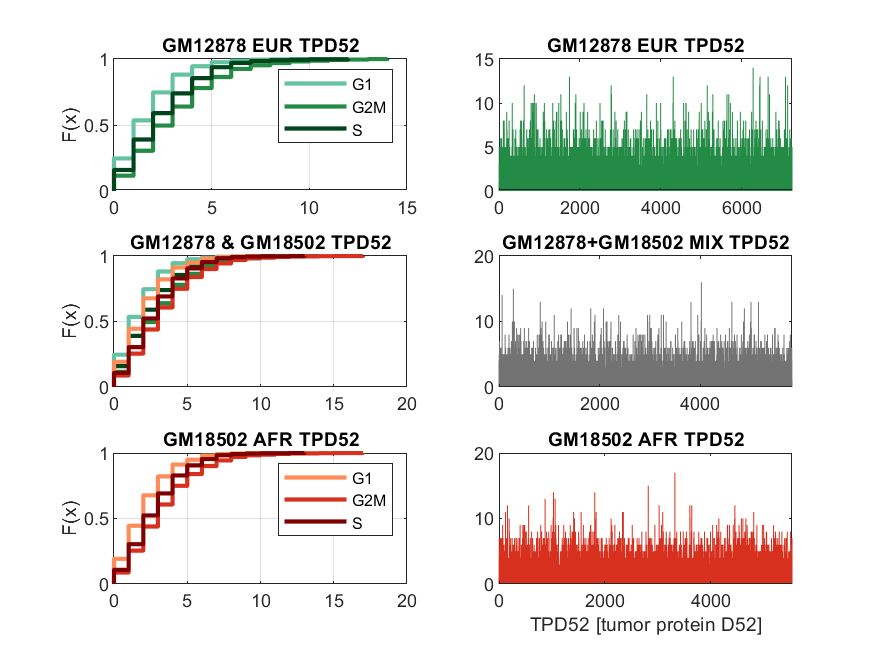 GM12878 EUR TPD52
F(x)
1
0.5
0
0 5 10 15
G1
G2M
S
GM12878 EUR TPD52
15
10
5
0
0 2000 4000 6000
GM12878 & GM18502 TPD52
F(x)
1
0.5
0
0 5 10 15 20
GM12878+GM18502 MIX TPD52
20
10
0
0 2000 4000
GM18502 AFR TPD52
F(x)
1
0.5
0
0 5 10 15 20
G1
G2M
S
GM18502 AFR TPD52
20
10
0
0 2000 4000
TPD52 [tumor protein D52]